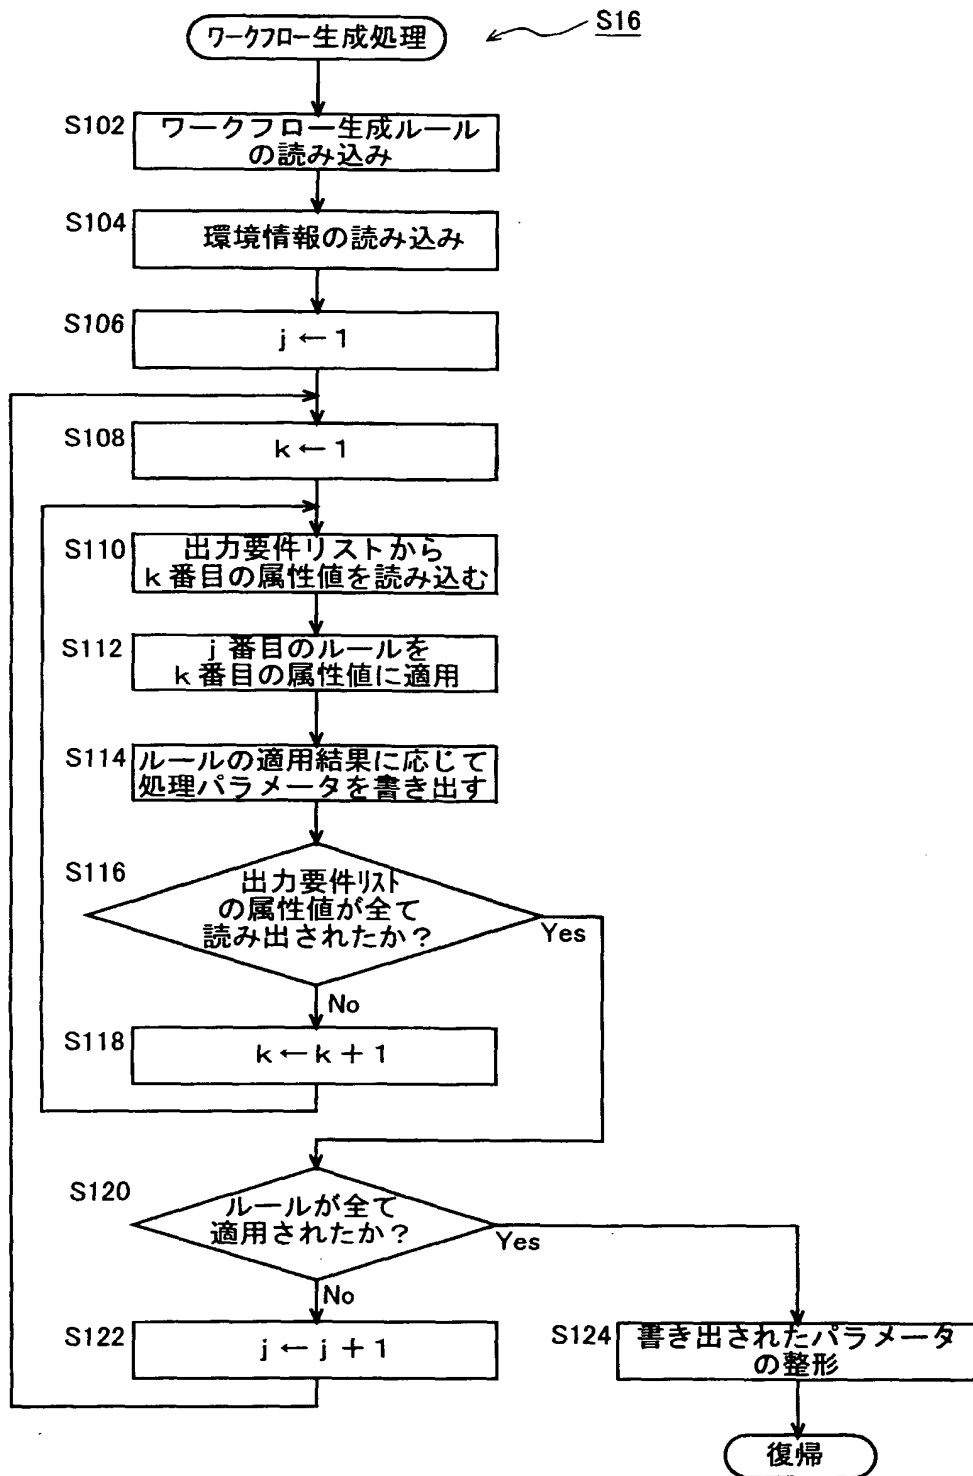 ワークフロー生成処理
S16
S102
ワークフロー生成ルール
の読み込み
S104
環境情報の読み込み
S106
j ← 1
S108
k ← 1
S110
出力要件リストから
k 番目の属性値を読み込む
S112
j 番目のルールを
k 番目の属性値に適用
S114
ルールの適用結果に応じて
処理パラメータを書き出す
S116
出力要件リスト
の属性値が全て
読み出されたか？
Yes
No
S118
k ← k + 1
S120
ルールが全て
適用されたか？
Yes
No
S122
j ← j + 1
S124
書き出されたパラメータ
の整形
復帰